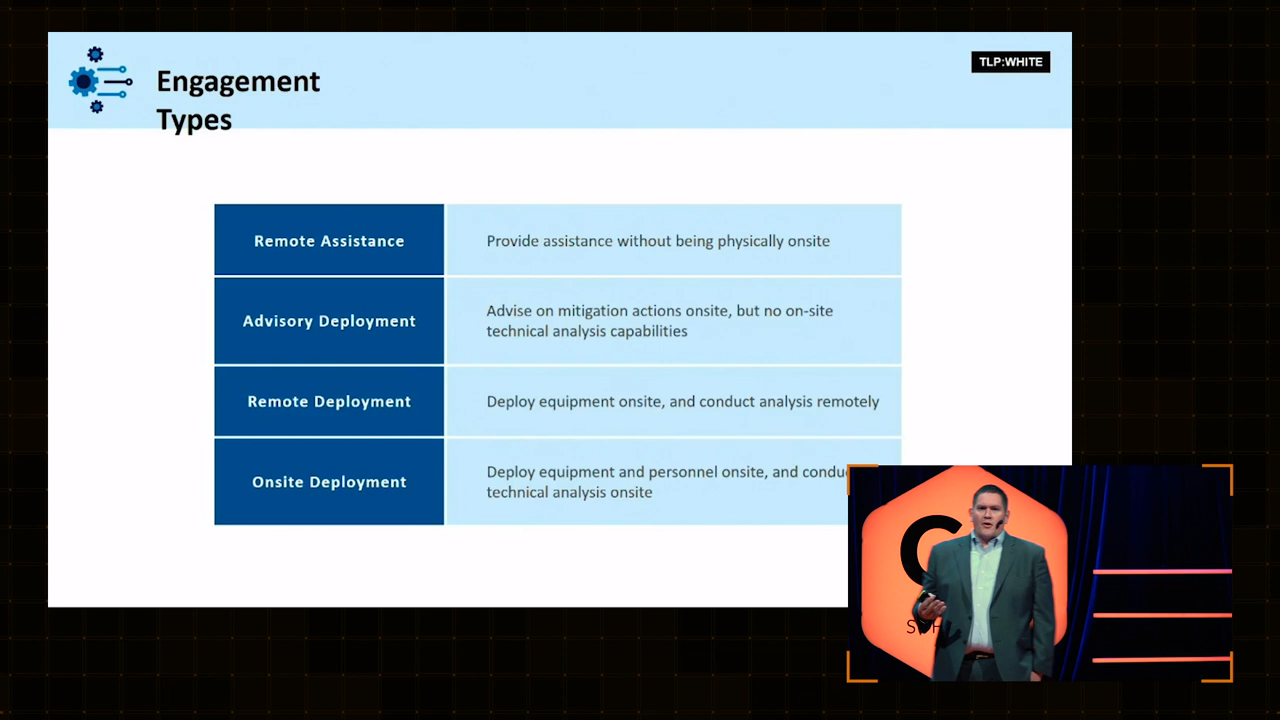 Engagement
Types
TLP:WHITE
Remote Assistance
Provide assistance without being physically onsite
Advisory Deployment
Advise on mitigation actions onsite, but no on-site
technical analysis capabilities
Remote Deployment
Deploy equipment onsite, and conduct analysis remotely
Onsite Deployment
Deploy equipment and personnel onsite, and
technical analysis onsite